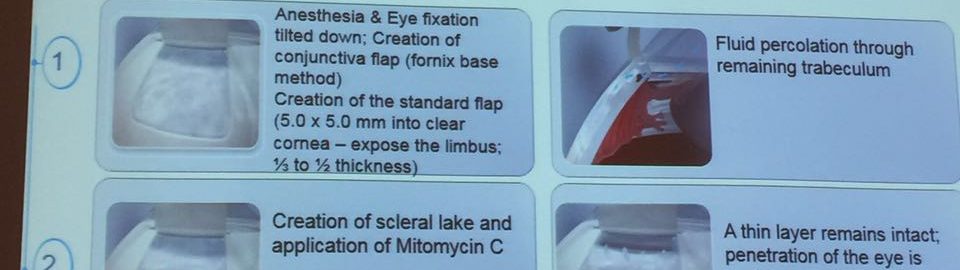 1
Anesthesia & Eye fixation
tilted down; Creation of
conjunctiva flap (fornix base
method)
Creation of the standard flap
(5.0 x 5.0 mm into clear
cornea – expose the limbus;
⅓ to ½ thickness)
Fluid percolation through
remaining trabeculum
2
Creation of scleral lake and
application of Mitomycin C
A thin layer remains intact;
penetration of the eye is